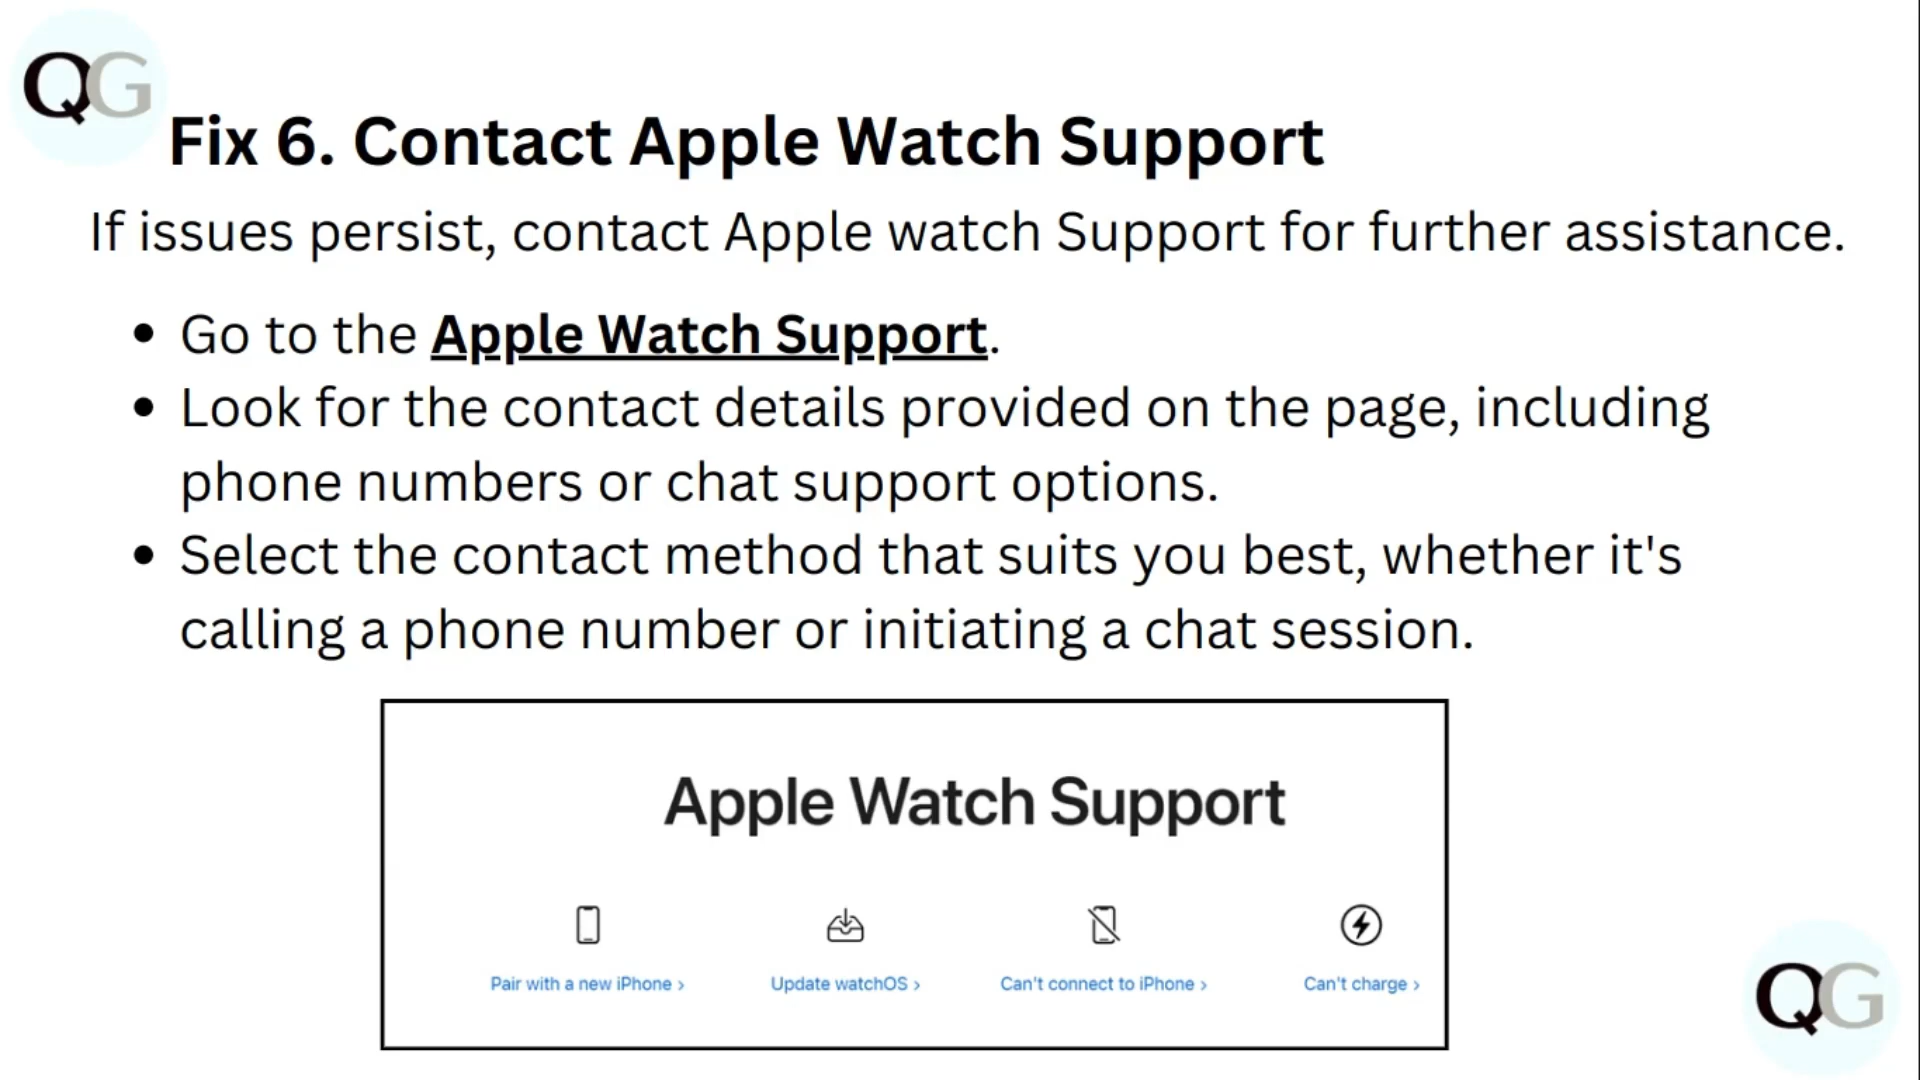 QG
Fix 6. Contact Apple Watch Support
If issues persist, contact Apple watch Support for further assistance.
• Go to the Apple Watch Support.
• Look for the contact details provided on the page, including
phone numbers or chat support options.
• Select the contact method that suits you best, whether it's
calling a phone number or initiating a chat session.
Apple Watch Support
Pair with a new iPhone >
Update watchOS >
Can't connect to iPhone >
Can't charge >
QG